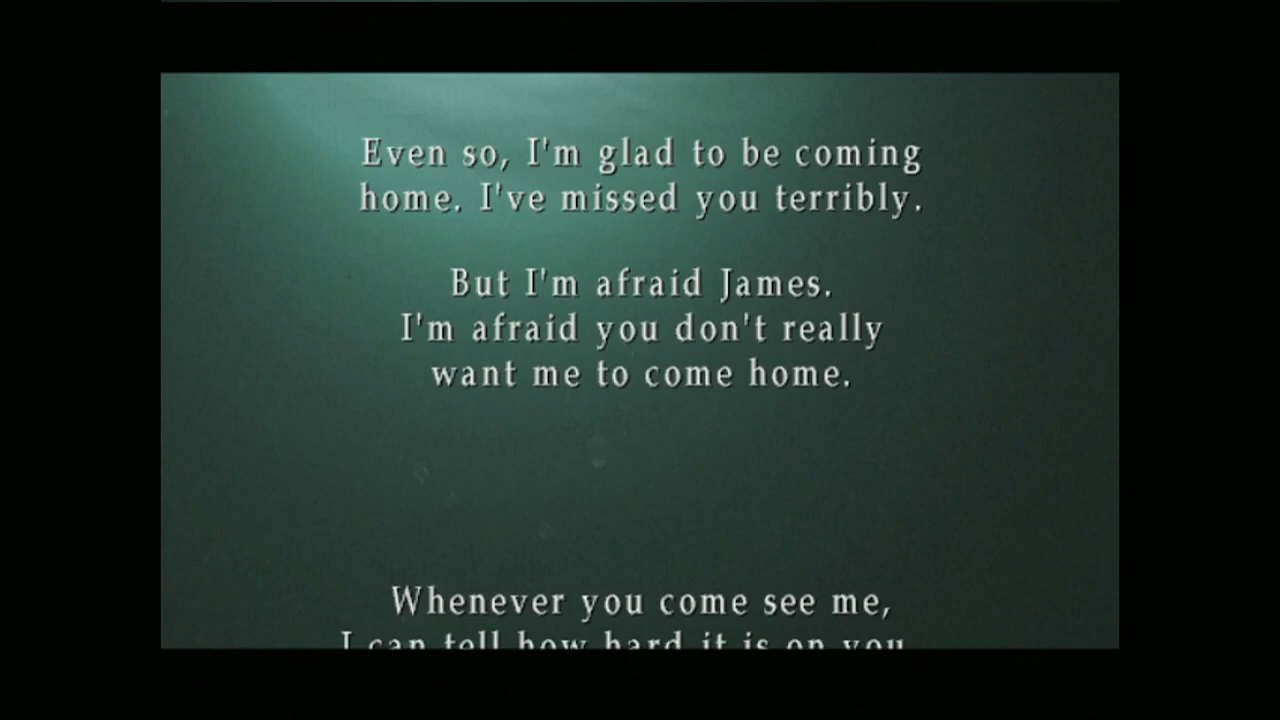 Even so, I'm glad to be coming
home. I've missed you terribly.
But I'm afraid James.
I'm afraid you don't really
want me to come home.
Whenever you come see me,
I can tell how hard it is on you